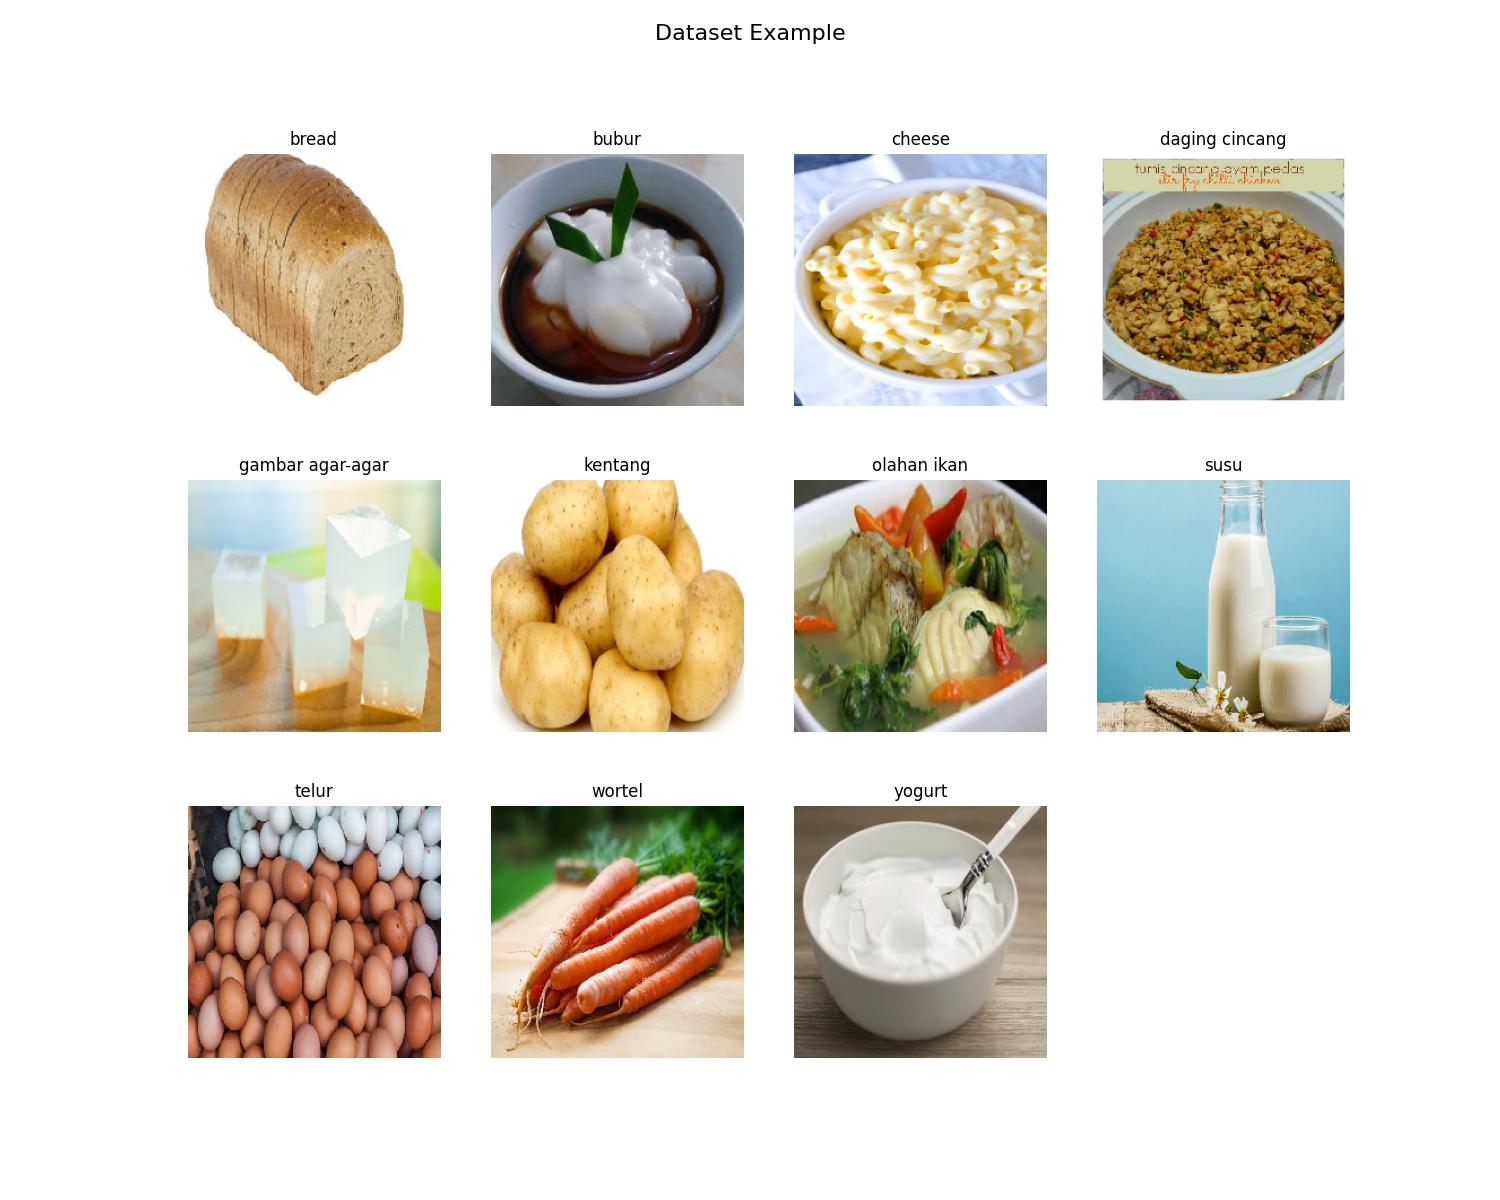 Dataset Example
bread
bubur
cheese
daging cincang
tumis cincang ayam pedas
stir fry chilli chicken
gambar agar-agar
kentang
olahan ikan
susu
telur
wortel
yogurt